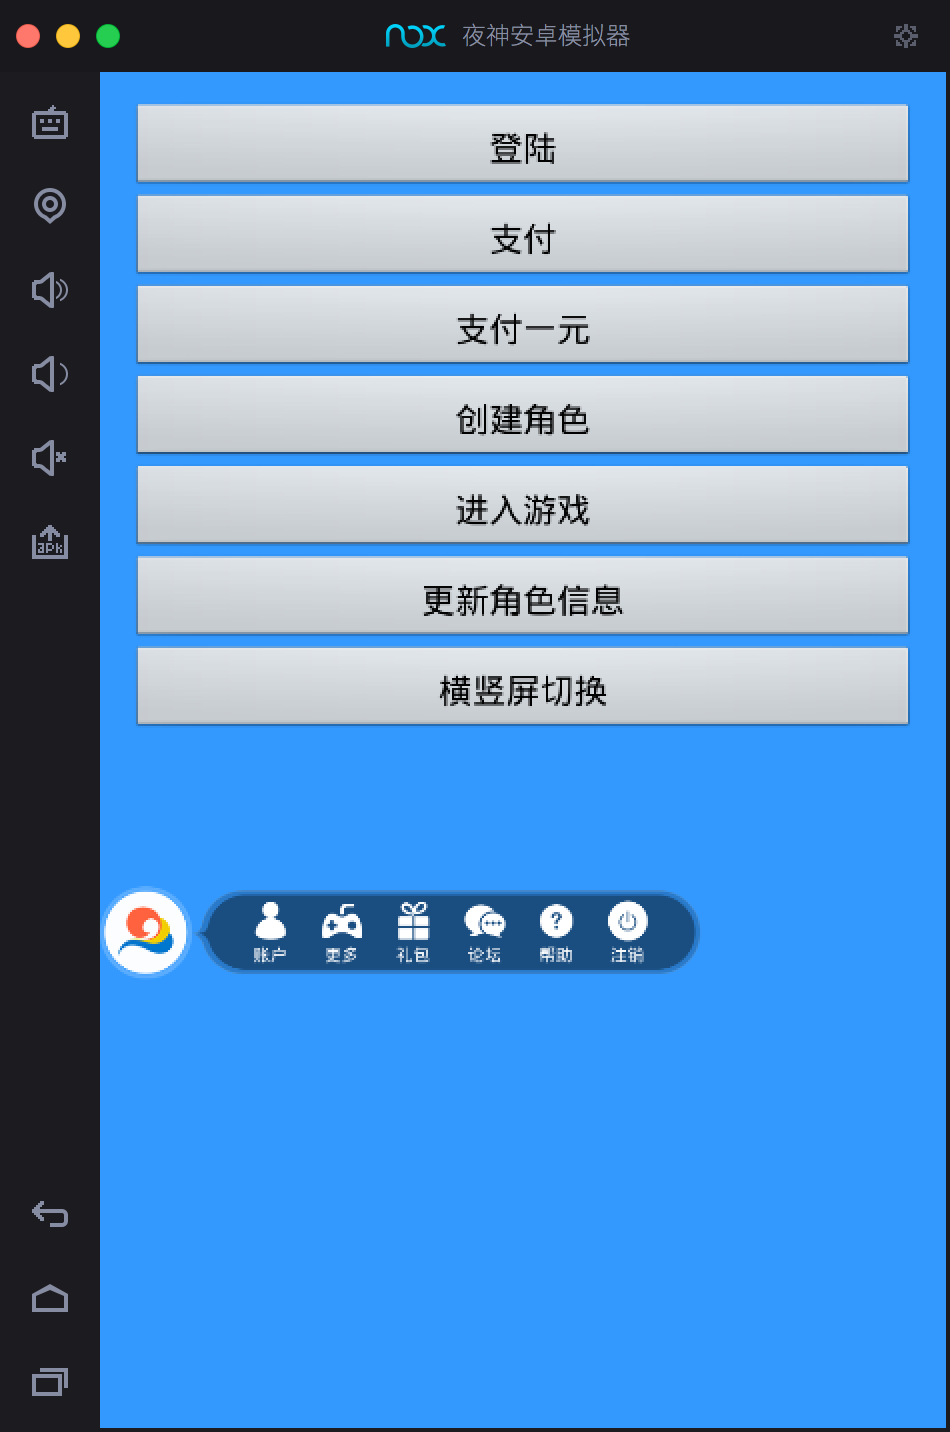 nox 夜神安卓模拟器
登陆
支付
支付一元
创建角色
进入游戏
更新角色信息
横竖屏切换
apk
账户 更多 礼包 论坛 帮助 注销